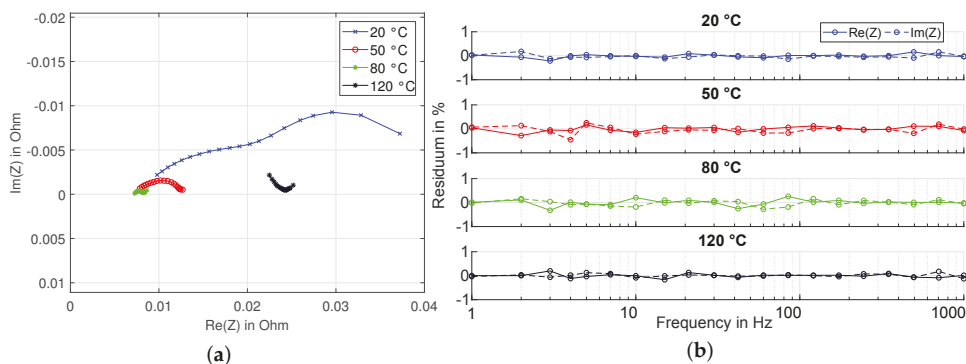 -0.02
-0.015
-0.01
-0.005
0
0.005
0.01
Im(Z) in Ohm
0 0.01 0.02 0.03 0.04
Re(Z) in Ohm
20 °C
50 °C
80 °C
120 °C
(a)
20 °C
Re(Z) Im(Z)
1
0
-1
50 °C
1
0
-1
80 °C
1
0
-1
120 °C
1
0
-1
Residuum in %
1 10 100 1000
Frequency in Hz
(b)